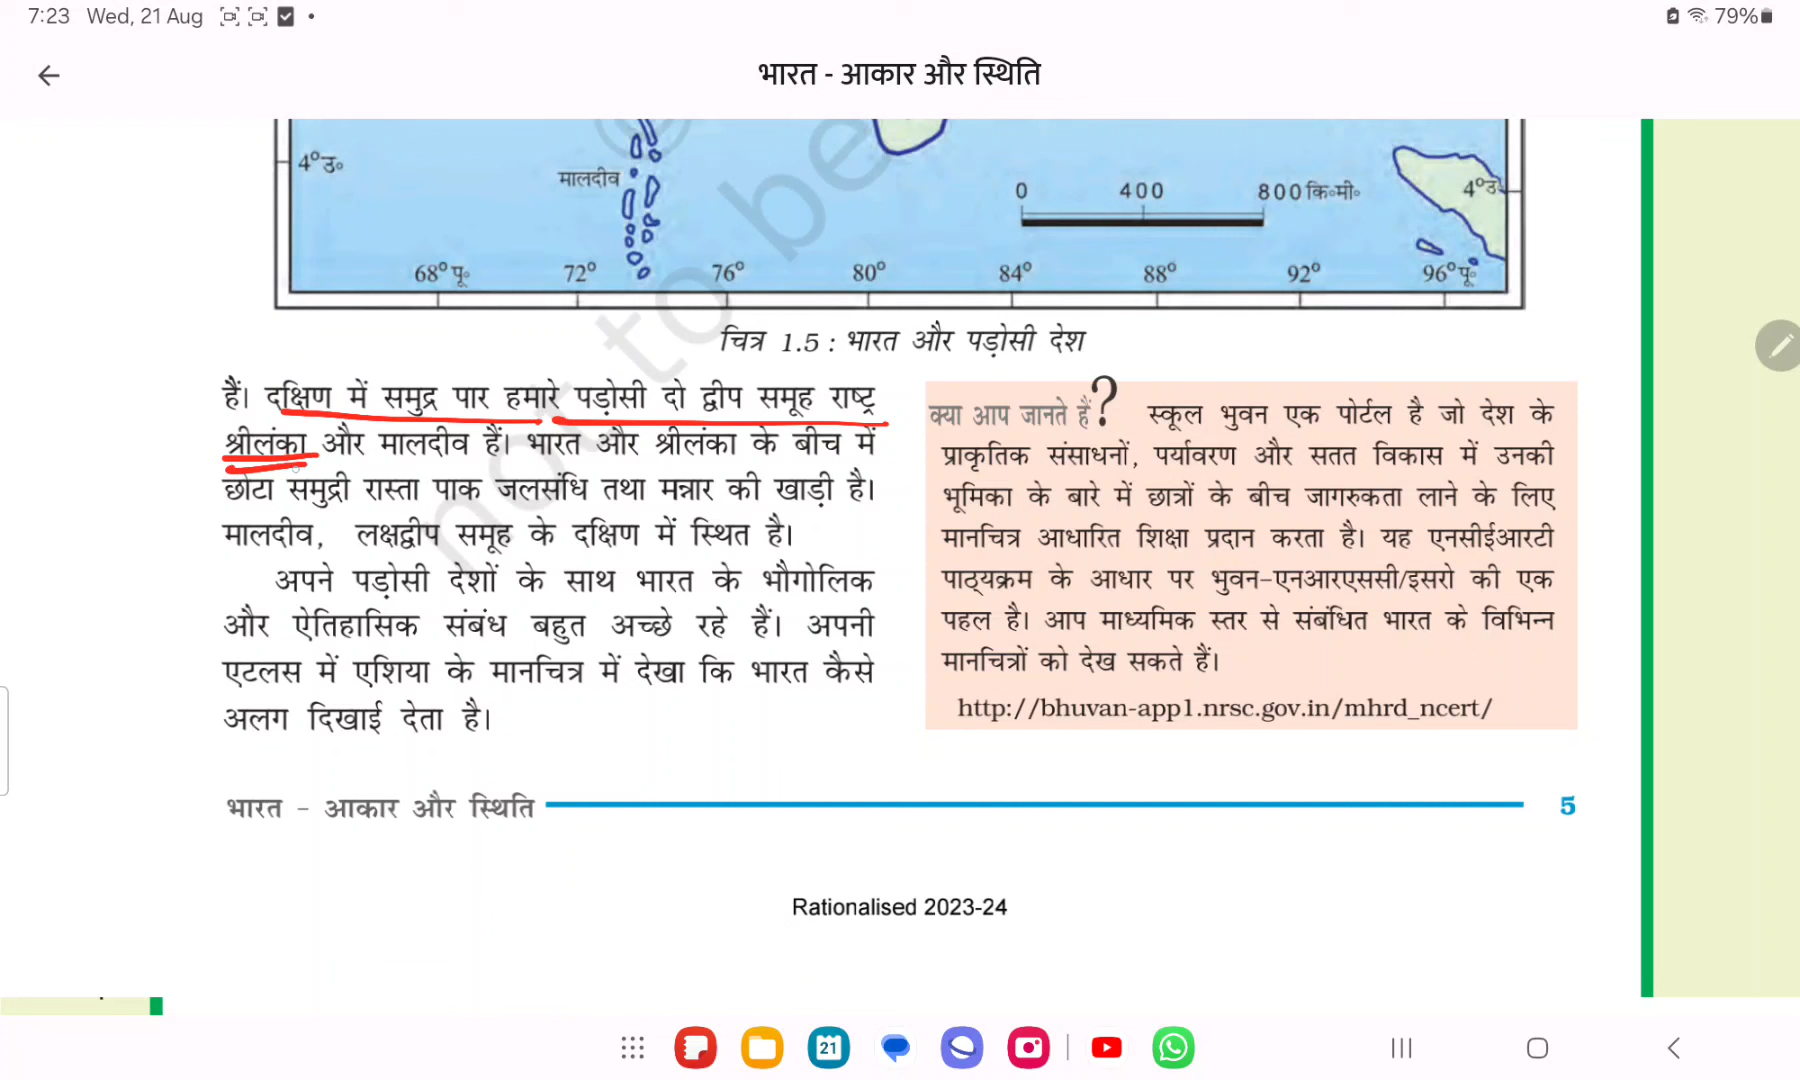 7:23 Wed, 21 Aug
79%
भारत - आकार और स्थिति
4°उ॰
मालदीव
0 400 800 कि॰मी॰
4°उ
68°पू॰ 72° 76° 80° 84° 88° 92° 96°पू॰
not to be
चित्र 1.5 : भारत और पड़ोसी देश
हैं। दक्षिण में समुद्र पार हमारे पड़ोसी दो द्वीप समूह राष्ट्र
श्रीलंका और मालदीव हैं। भारत और श्रीलंका के बीच में
छोटा समुद्री रास्ता पाक जलसंधि तथा मन्नार की खाड़ी है।
मालदीव, लक्षद्वीप समूह के दक्षिण में स्थित है।
अपने पड़ोसी देशों के साथ भारत के भौगोलिक
और ऐतिहासिक संबंध बहुत अच्छे रहे हैं। अपनी
एटलस में एशिया के मानचित्र में देखा कि भारत कैसे
अलग दिखाई देता है।
क्या आप जानते हैं? स्कूल भुवन एक पोर्टल है जो देश के
प्राकृतिक संसाधनों, पर्यावरण और सतत विकास में उनकी
भूमिका के बारे में छात्रों के बीच जागरुकता लाने के लिए
मानचित्र आधारित शिक्षा प्रदान करता है। यह एनसीईआरटी
पाठ्यक्रम के आधार पर भुवन-एनआरएससी/इसरो की एक
पहल है। आप माध्यमिक स्तर से संबंधित भारत के विभिन्न
मानचित्रों को देख सकते हैं।
http://bhuvan-app1.nrsc.gov.in/mhrd_ncert/
भारत - आकार और स्थिति 5
Rationalised 2023-24
21